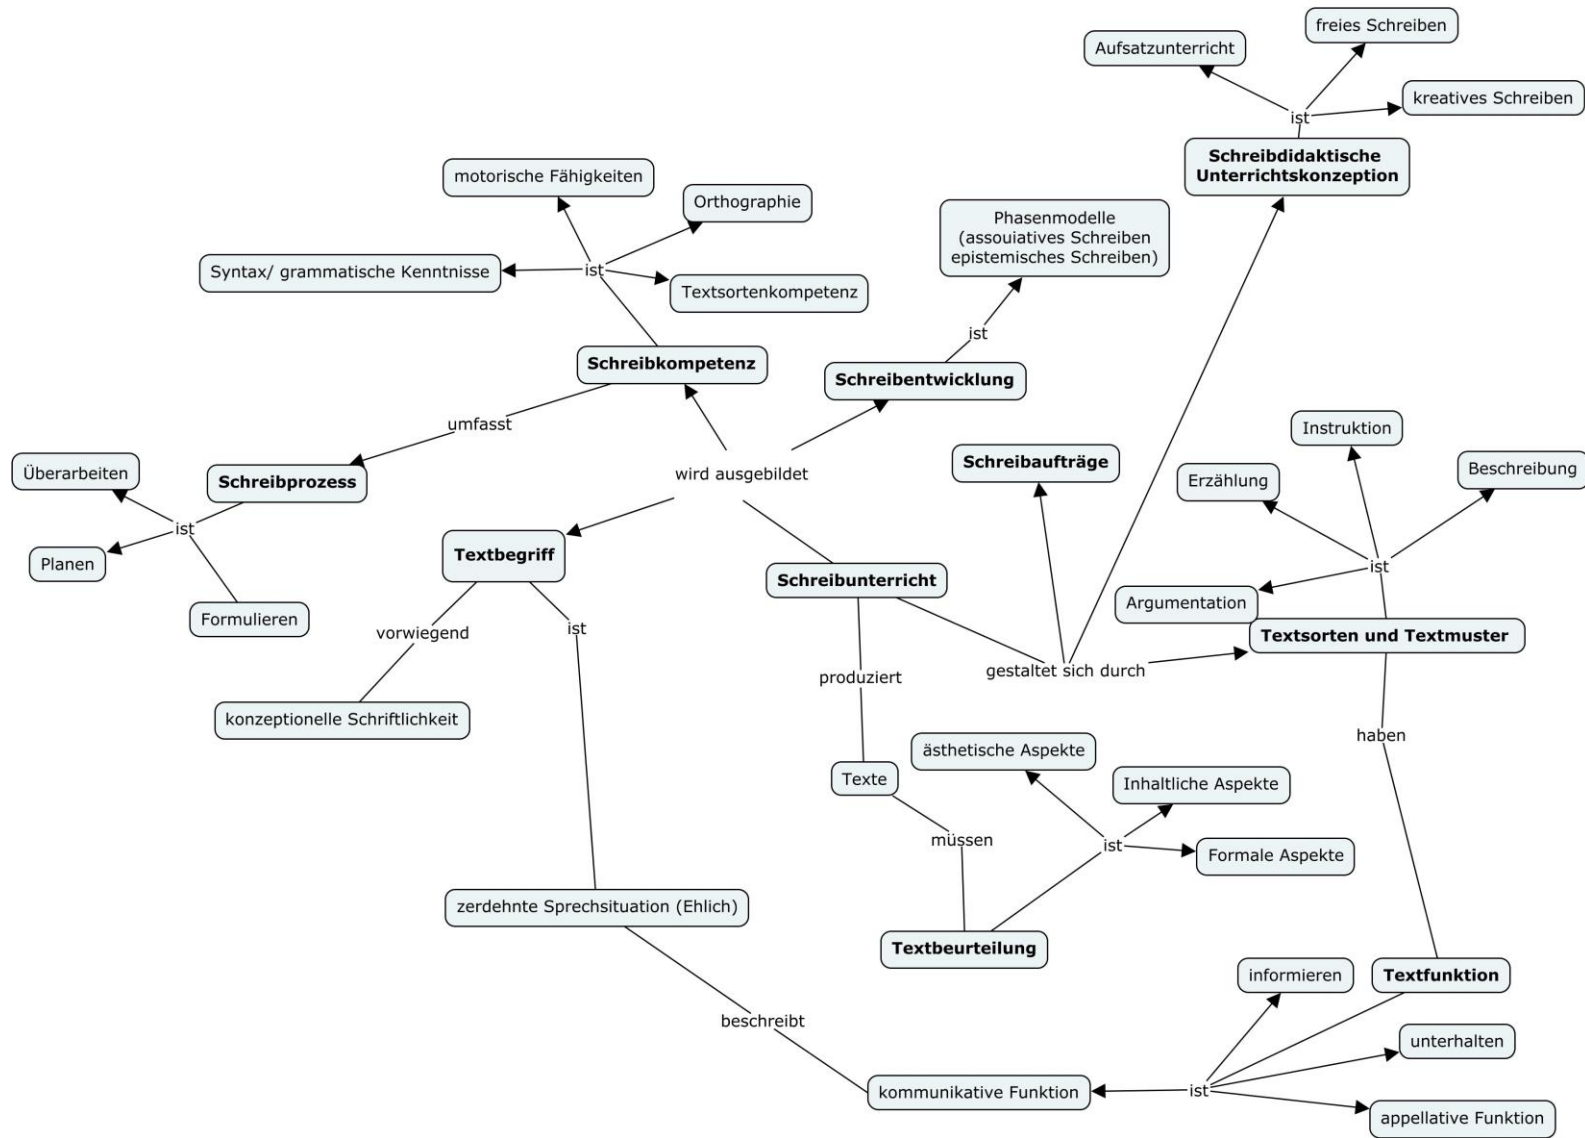 freies Schreiben
Aufsatzunterricht
kreatives Schreiben
ist
Schreibdidaktische
Unterrichtskonzeption
motorische Fähigkeiten
Orthographie
Syntax/ grammatische Kenntnisse
ist
Textsortenkompetenz
Phasenmodelle
(assouiatives Schreiben
epistemisches Schreiben)
ist
Schreibkompetenz
Schreibentwicklung
umfasst
wird ausgebildet
Schreibaufträge
Instruktion
Erzählung
Beschreibung
ist
Argumentation
Textsorten und Textmuster
Überarbeiten
Schreibprozess
ist
Planen
Formulieren
Textbegriff
vorwiegend
ist
konzeptionelle Schriftlichkeit
Schreibunterricht
produziert
gestaltet sich durch
haben
Texte
müssen
ästhetische Aspekte
Inhaltliche Aspekte
ist
Formale Aspekte
Textbeurteilung
zerdehnte Sprechsituation (Ehlich)
beschreibt
informieren
Textfunktion
unterhalten
kommunikative Funktion
ist
appellative Funktion